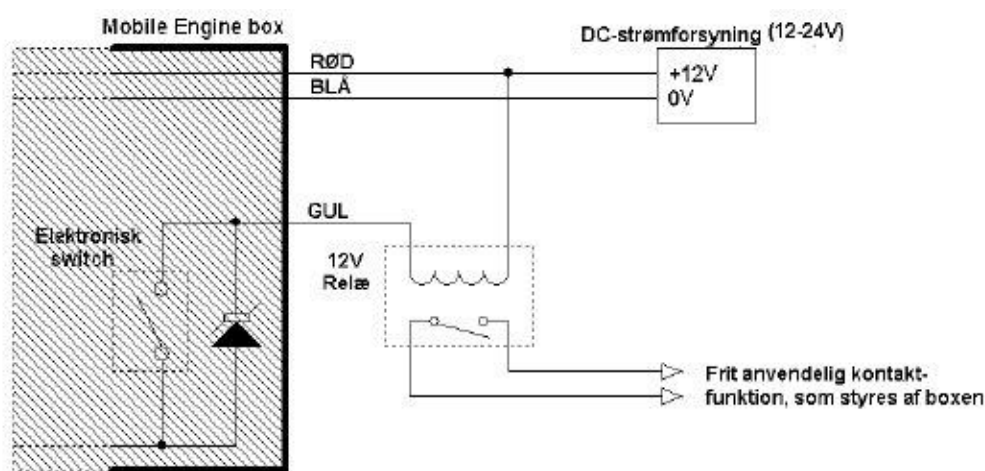 Mobile Engine box
DC-strømforsyning (12-24V)
RØD
+12V
BLÅ
0V
GUL
Elektronisk
switch
12V
Relæ
Frit anvendelig kontakt-
funktion, som styres af boxen